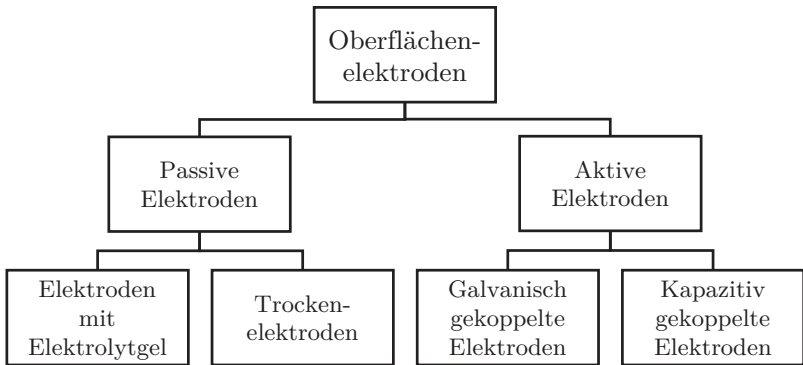 Oberflächen-
elektroden
Passive
Elektroden
Aktive
Elektroden
Elektroden
mit
Elektrolytgel
Trocken-
elektroden
Galvanisch
gekoppelte
Elektroden
Kapazitiv
gekoppelte
Elektroden